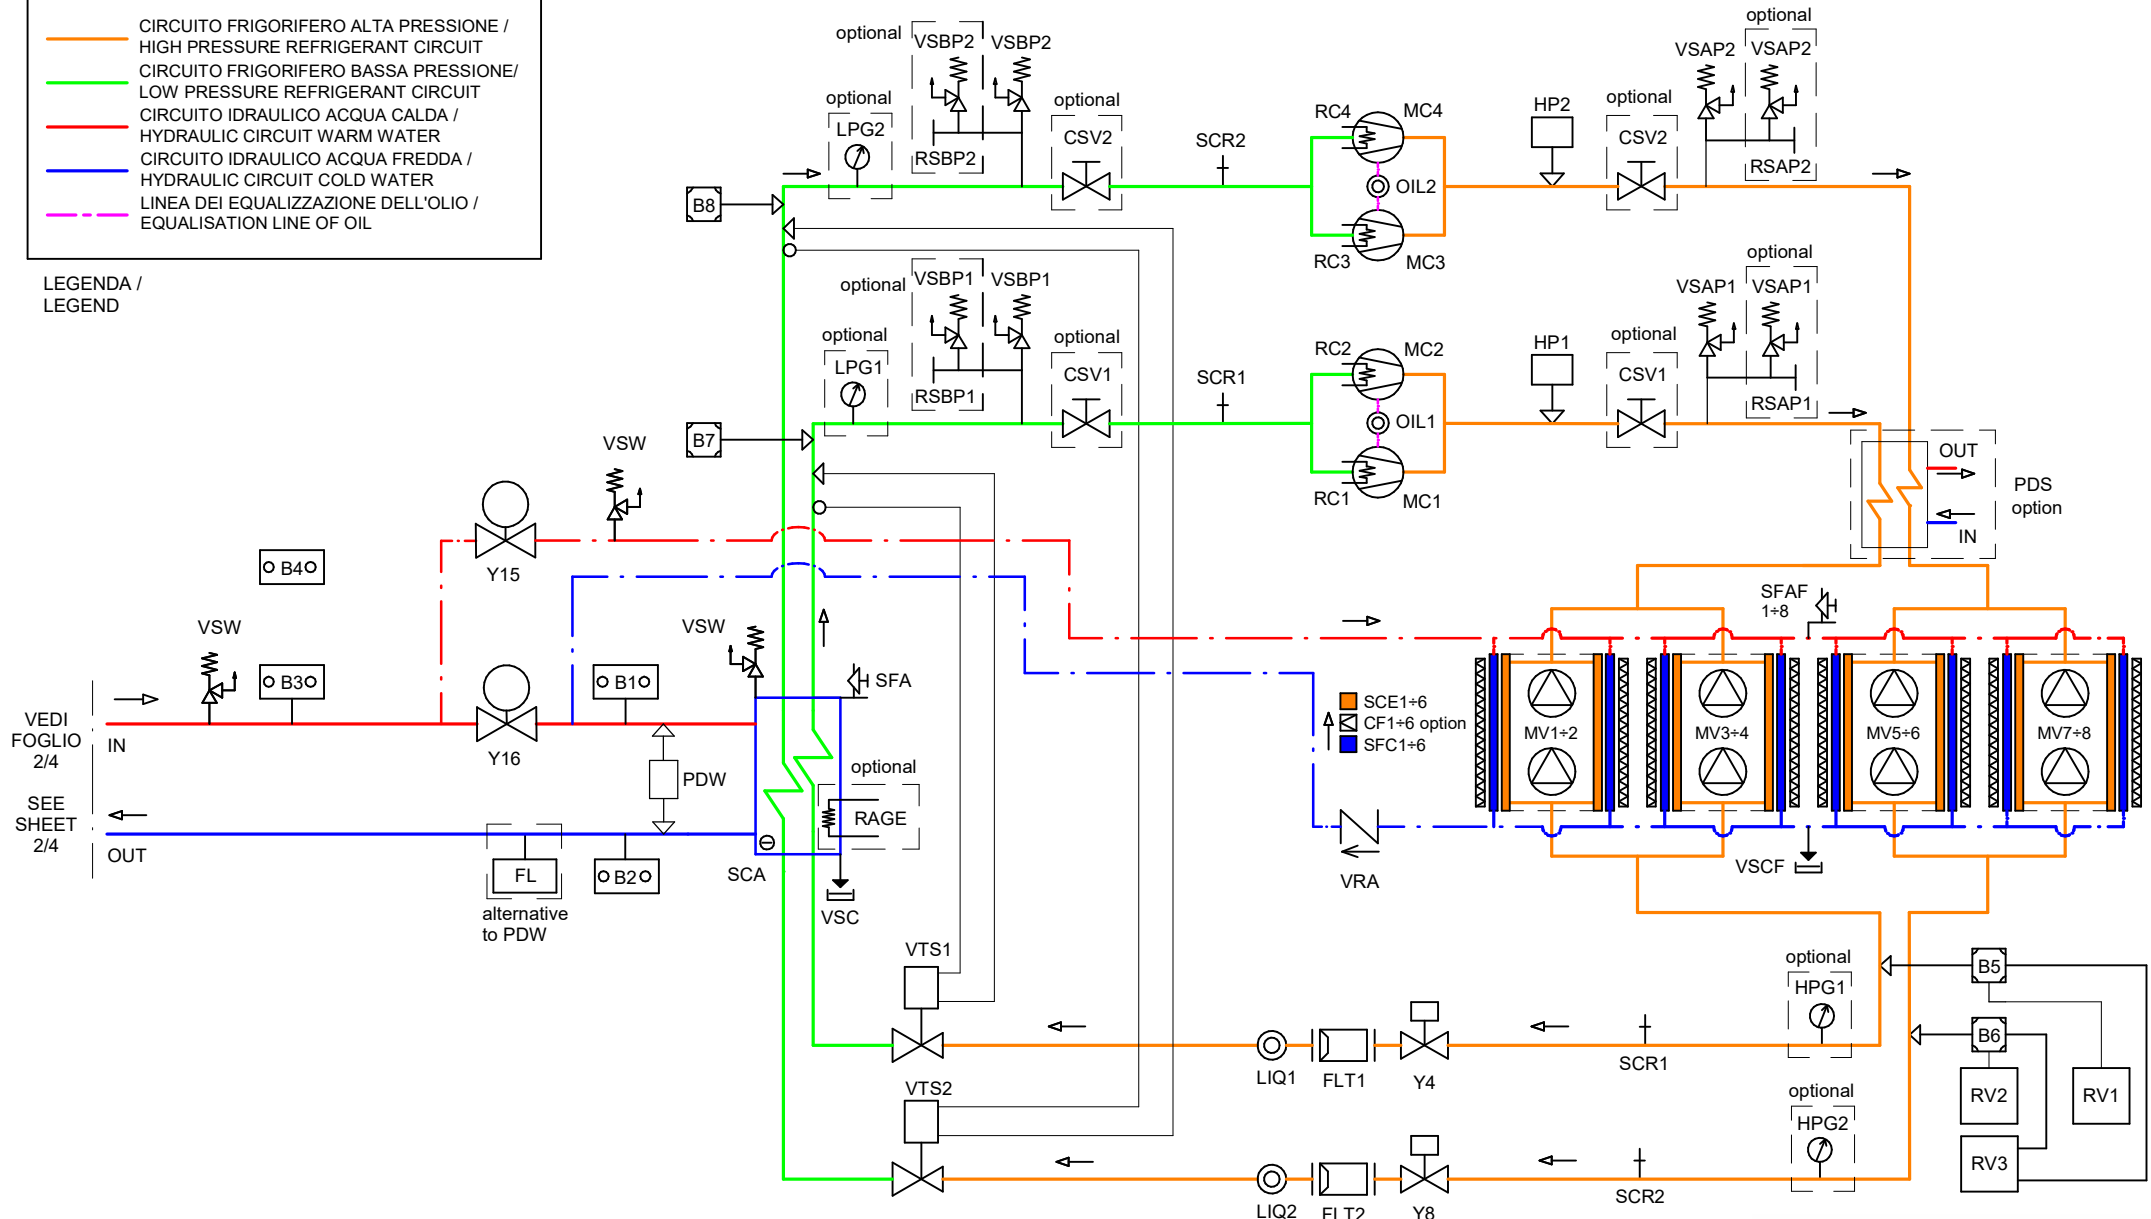 CIRCUITO FRIGORIFERO ALTA PRESSIONE /
HIGH PRESSURE REFRIGERANT CIRCUIT
CIRCUITO FRIGORIFERO BASSA PRESSIONE/
LOW PRESSURE REFRIGERANT CIRCUIT
CIRCUITO IDRAULICO ACQUA CALDA /
HYDRAULIC CIRCUIT WARM WATER
CIRCUITO IDRAULICO ACQUA FREDDA /
HYDRAULIC CIRCUIT COLD WATER
LINEA DEI EQUALIZZAZIONE DELL'OLIO /
EQUALISATION LINE OF OIL
LEGENDA /
LEGEND
optional
VSBP2
VSBP2
optional
LPG2
RSBP2
optional
CSV2
SCR2
RC4
MC4
OIL2
RC3
MC3
HP2
optional
CSV2
VSAP2
optional
VSAP2
RSAP2
B8
optional
VSBP1
VSBP1
optional
LPG1
RSBP1
optional
CSV1
SCR1
RC2
MC2
OIL1
RC1
MC1
HP1
optional
CSV1
VSAP1
optional
VSAP1
RSAP1
B7
OUT
IN
PDS
option
VSW
Y15
B4
VSW
B3
Y16
B1
VSW
SFA
PDW
optional
RAGE
SCA
VSC
VEDI
FOGLIO
2/4
IN
SEE
SHEET
2/4
OUT
FL
alternative
to PDW
B2
SFAF
1÷8
SCE1÷6
CF1÷6 option
SFC1÷6
MV1÷2
MV3÷4
MV5÷6
MV7÷8
VRA
VSCF
VTS1
LIQ1
FLT1
Y4
SCR1
optional
HPG1
B5
B6
RV2
RV1
RV3
VTS2
LIQ2
FLT2
Y8
SCR2
optional
HPG2